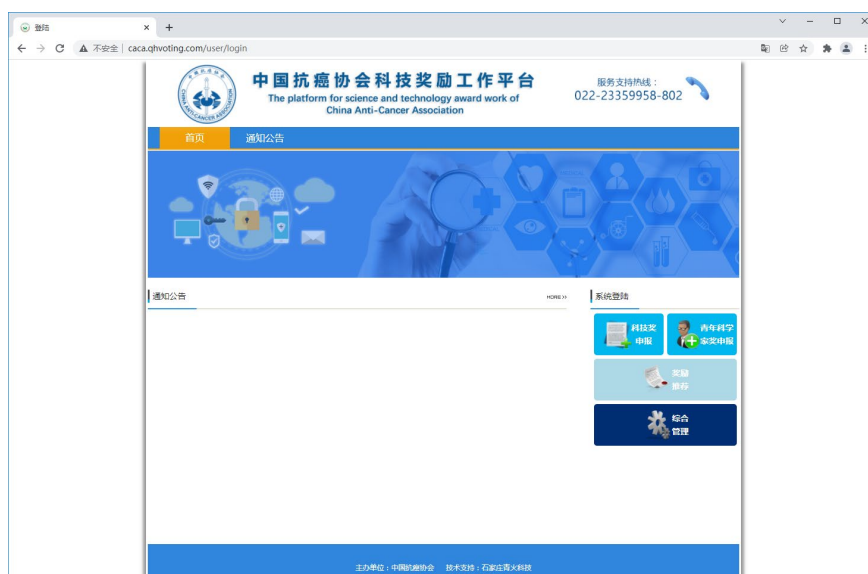 登陆
不安全 caca.qhvoting.com/user/login
中国抗癌协会科技奖励工作平台
The platform for science and technology award work of
China Anti-Cancer Association
服务支持热线：
022-23359958-802
首页 通知公告
通知公告 HOME >>
系统登陆
科技奖
申报
青年科学
家奖申报
奖励
推荐
综合
管理
主办单位：中国抗癌协会 技术支持：石家庄青火科技